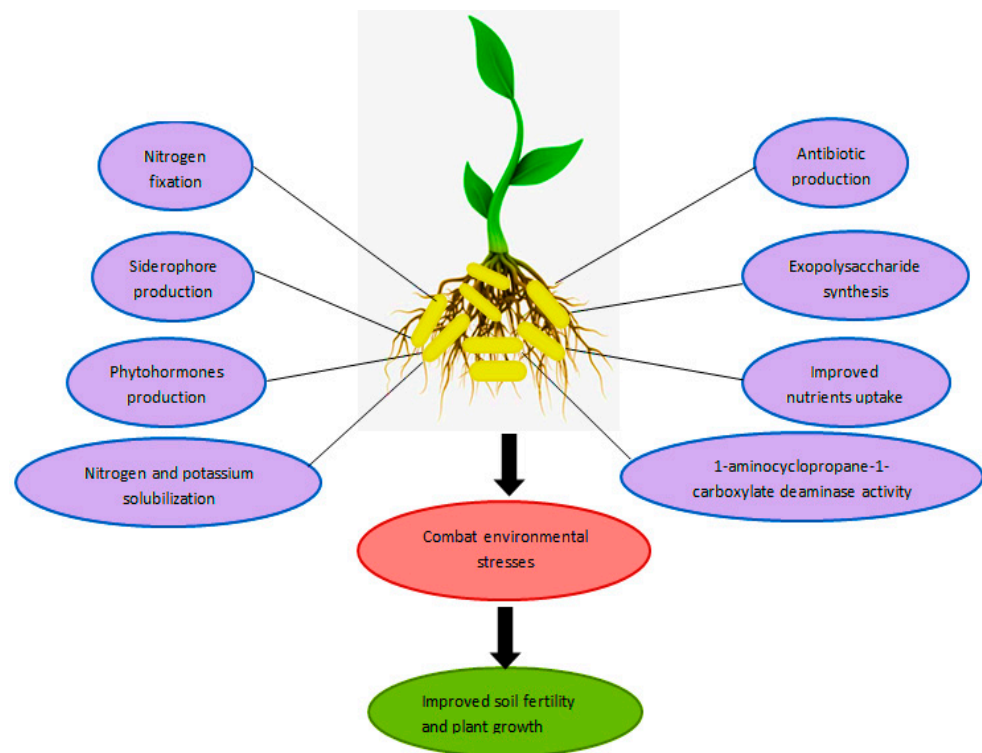 Nitrogen
fixation
Siderophore
production
Phytohormones
production
Nitrogen and potassium
solubilization
Antibiotic
production
Exopolysaccharide
synthesis
Improved
nutrients uptake
1-aminocyclopropane-1-
carboxylate deaminase activity
Combat environmental
stresses
Improved soil fertility
and plant growth